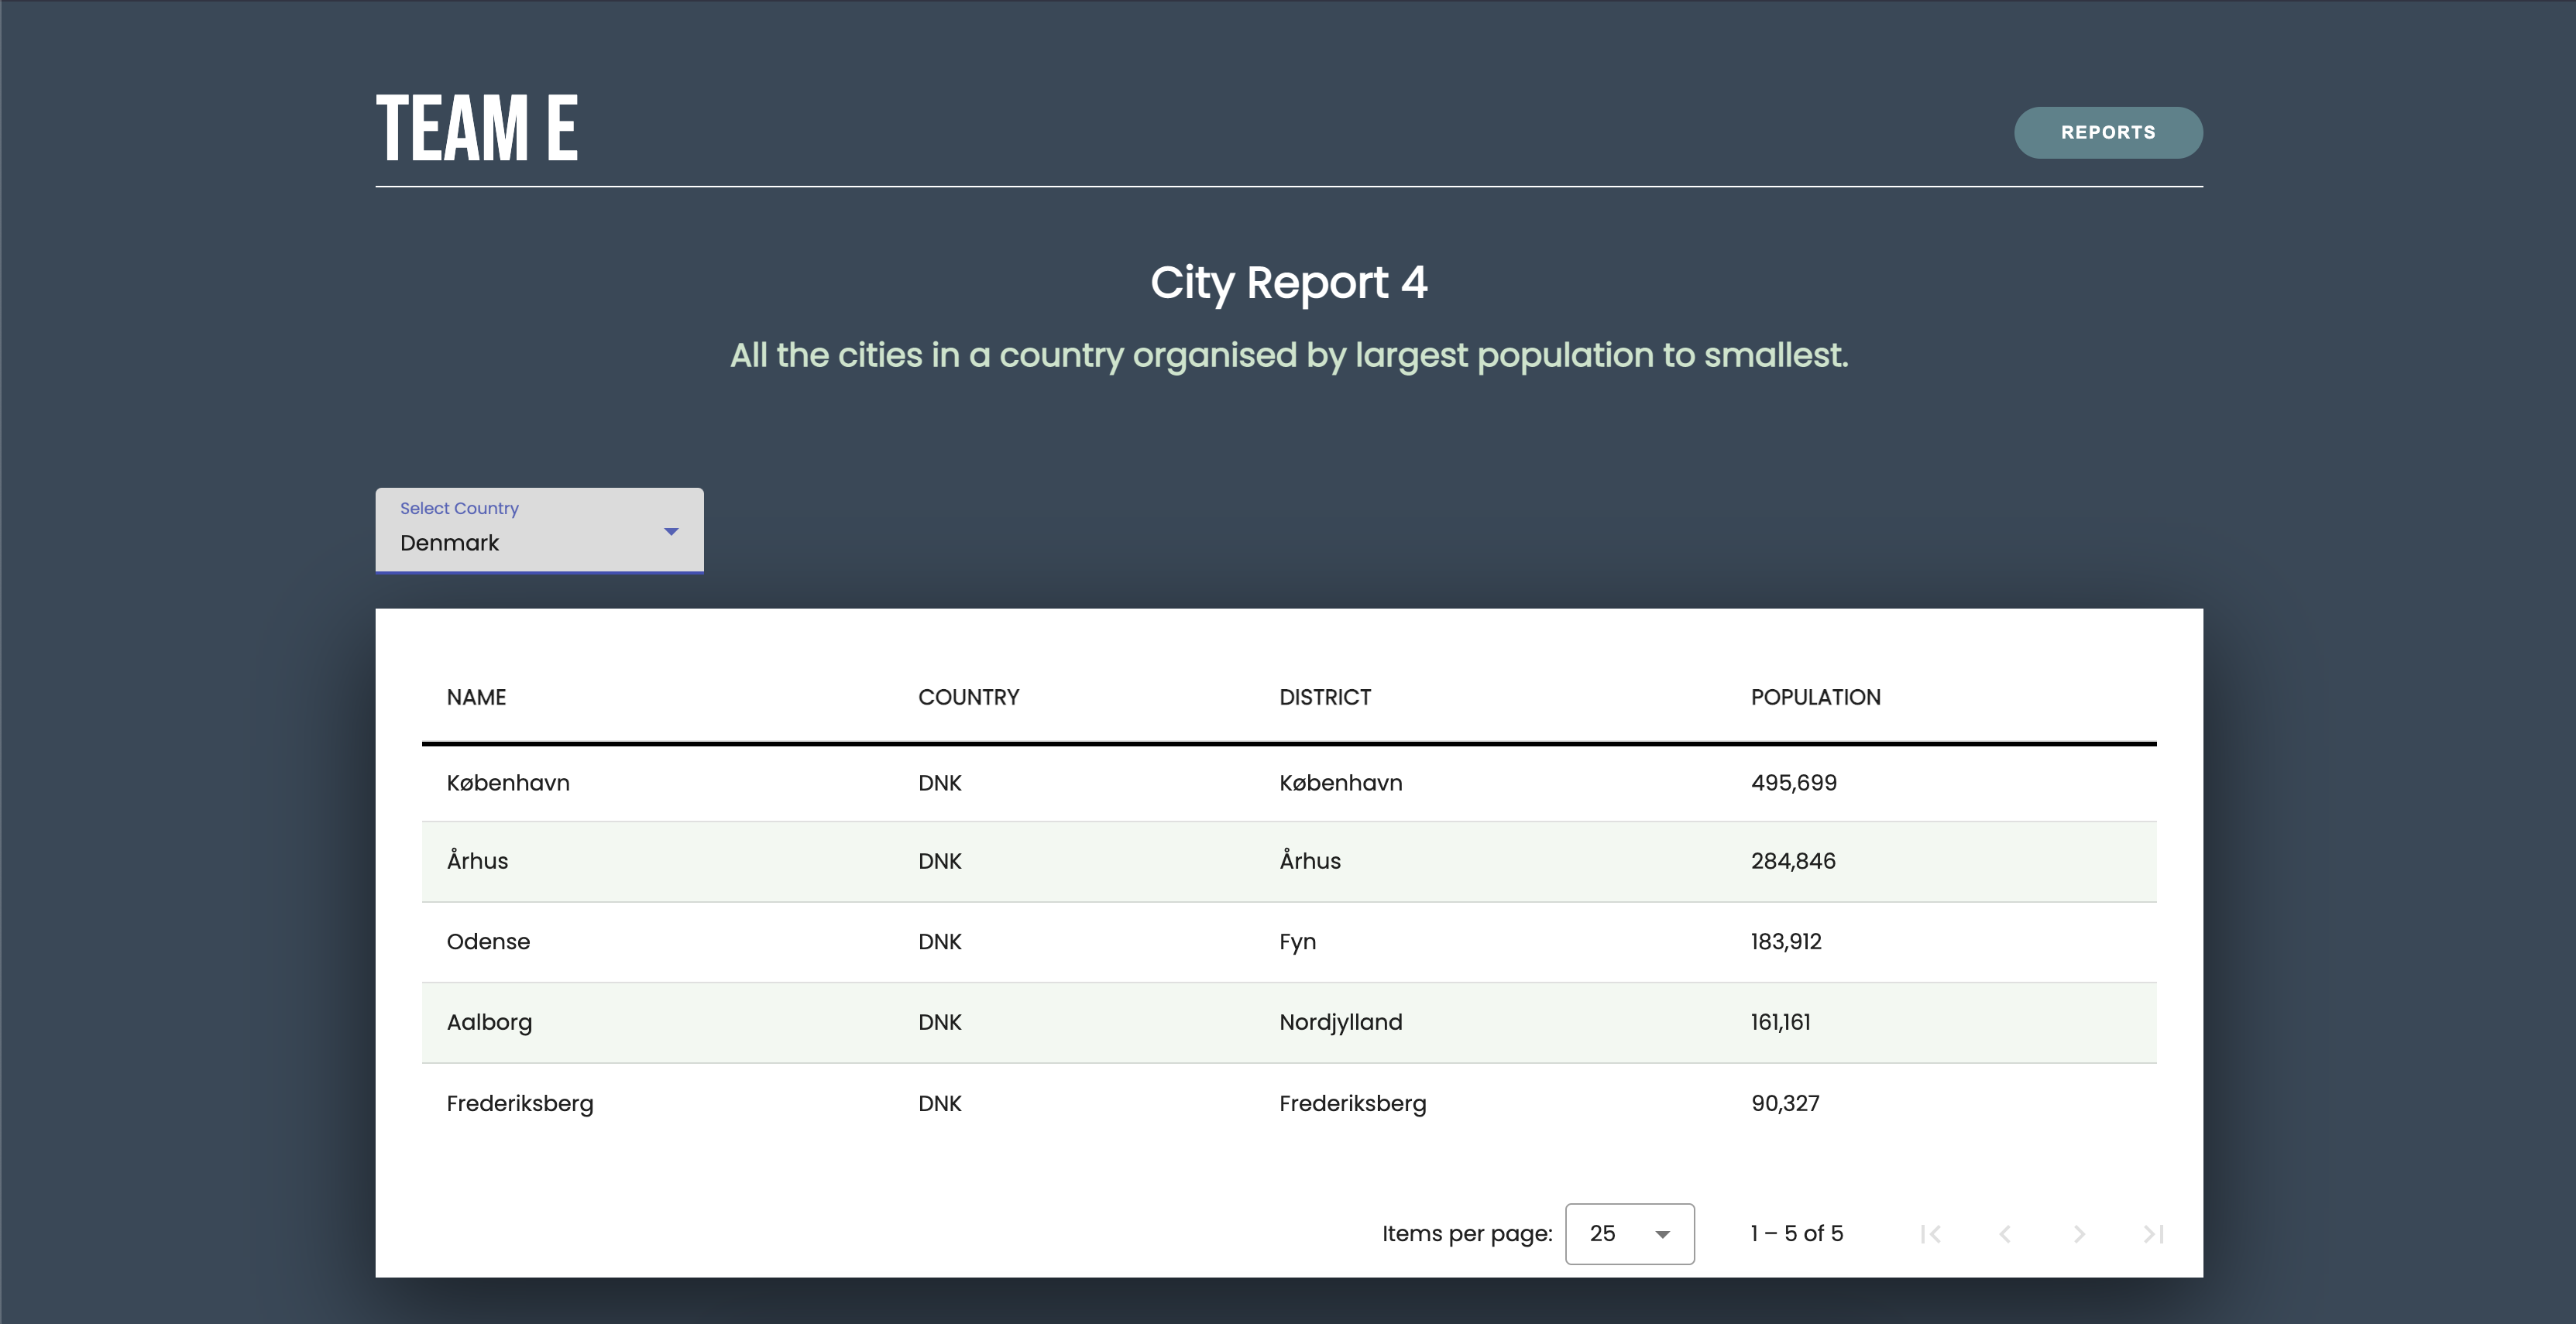 TEAM E
REPORTS
City Report 4
All the cities in a country organised by largest population to smallest.
Select Country
Denmark
NAME COUNTRY DISTRICT POPULATION
København DNK København 495,699
Århus DNK Århus 284,846
Odense DNK Fyn 183,912
Aalborg DNK Nordjylland 161,161
Frederiksberg DNK Frederiksberg 90,327
Items per page: 25 1 – 5 of 5